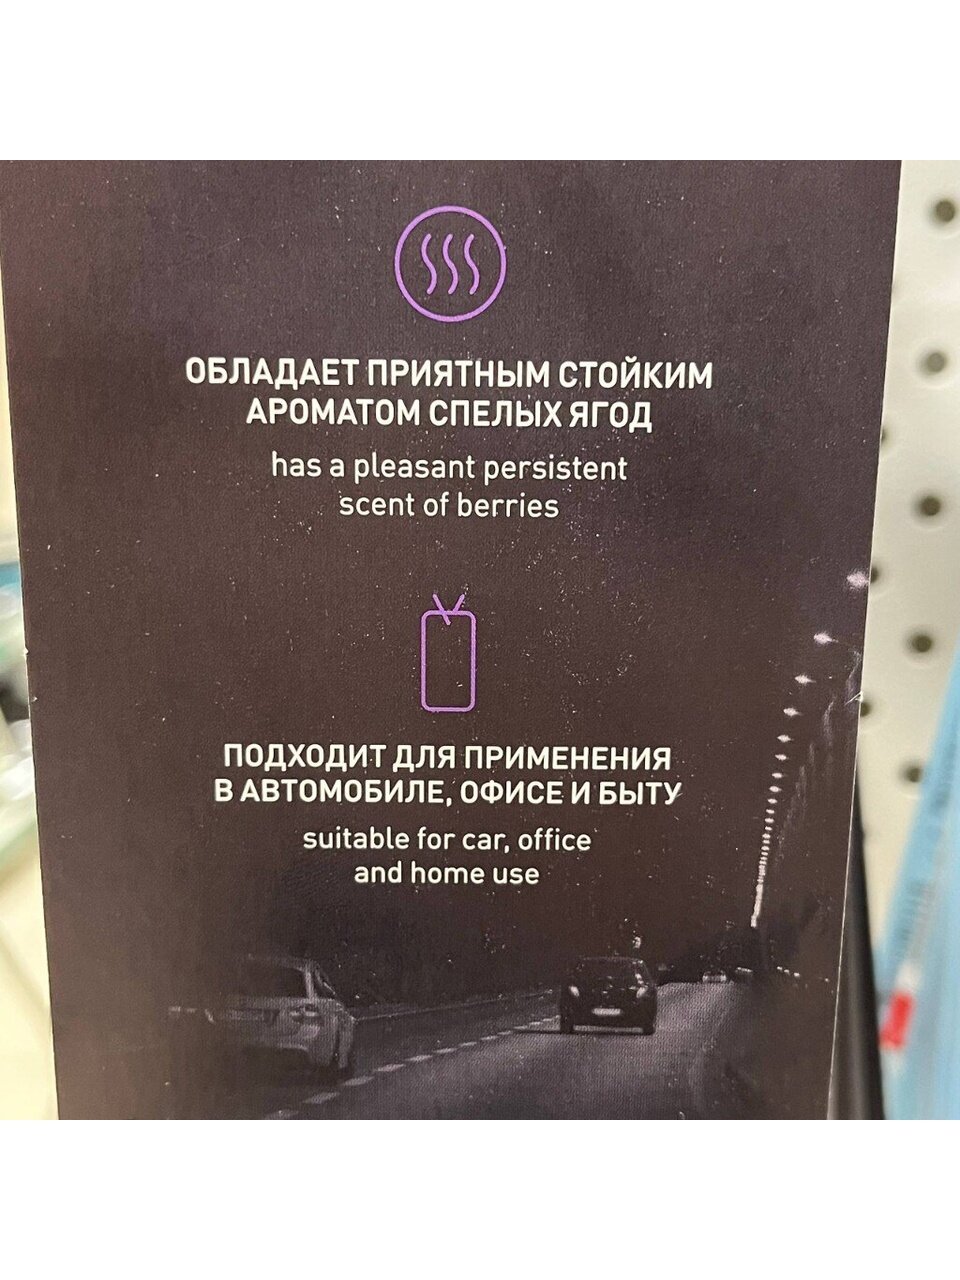 ОБЛАДАЕТ ПРИЯТНЫМ СТОЙКИМ
АРОМАТОМ СПЕЛЫХ ЯГОД
has a pleasant persistent
scent of berries
ПОДХОДИТ ДЛЯ ПРИМЕНЕНИЯ
В АВТОМОБИЛЕ, ОФИСЕ И БЫТУ
suitable for car, office
and home use